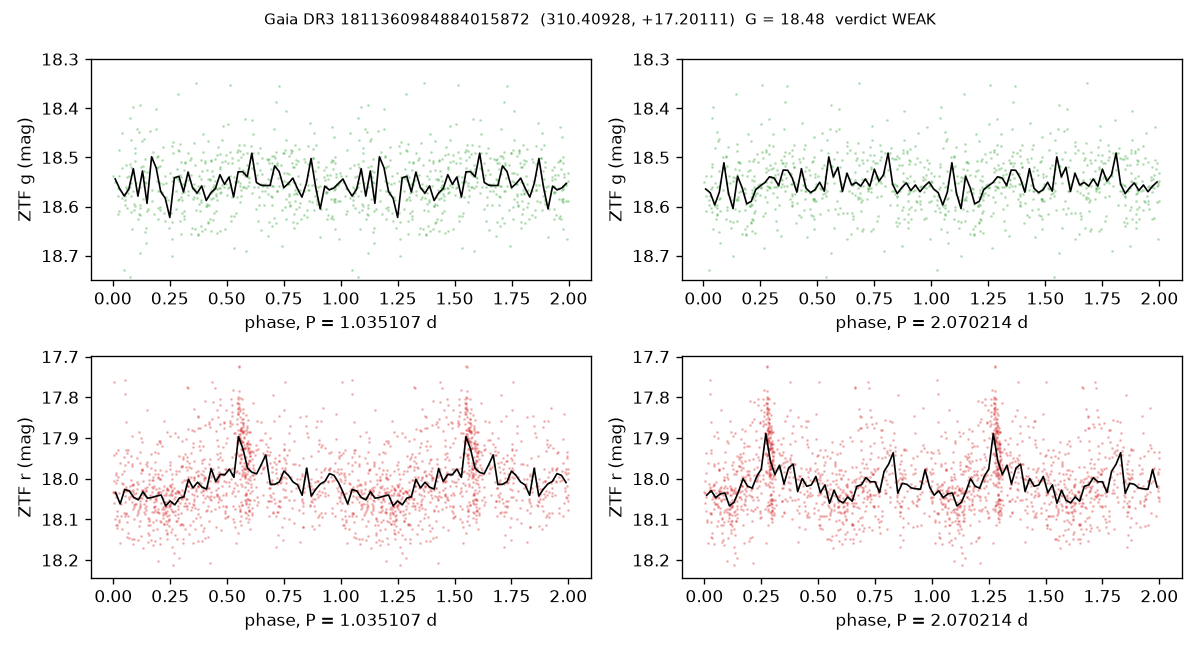 Gaia DR3 1811360984884015872  (310.40928, +17.20111)  G = 18.48  verdict WEAK
18.3
18.4
18.5
18.6
18.7
ZTF g (mag)
0.00 0.25 0.50 0.75 1.00 1.25 1.50 1.75 2.00
phase, P = 1.035107 d
18.3
18.4
18.5
18.6
18.7
ZTF g (mag)
0.00 0.25 0.50 0.75 1.00 1.25 1.50 1.75 2.00
phase, P = 2.070214 d
17.7
17.8
17.9
18.0
18.1
18.2
ZTF r (mag)
0.00 0.25 0.50 0.75 1.00 1.25 1.50 1.75 2.00
phase, P = 1.035107 d
17.7
17.8
17.9
18.0
18.1
18.2
ZTF r (mag)
0.00 0.25 0.50 0.75 1.00 1.25 1.50 1.75 2.00
phase, P = 2.070214 d